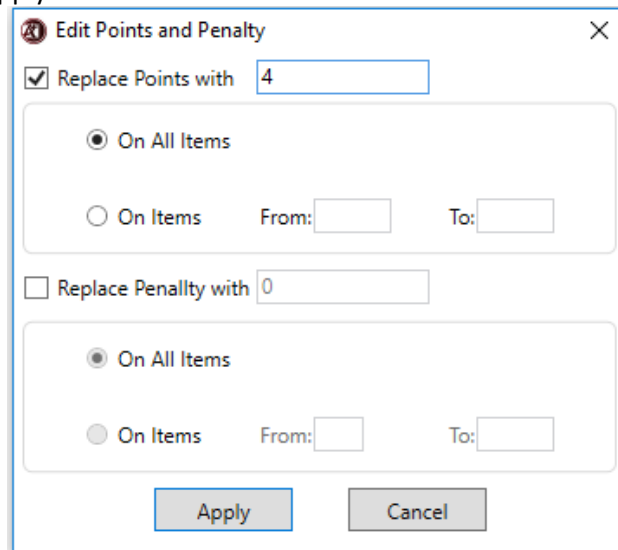 Edit Points and Penalty
Replace Points with 4
On All Items
On Items From: To:
Replace Penallty with 0
On All Items
On Items From: To:
Apply Cancel